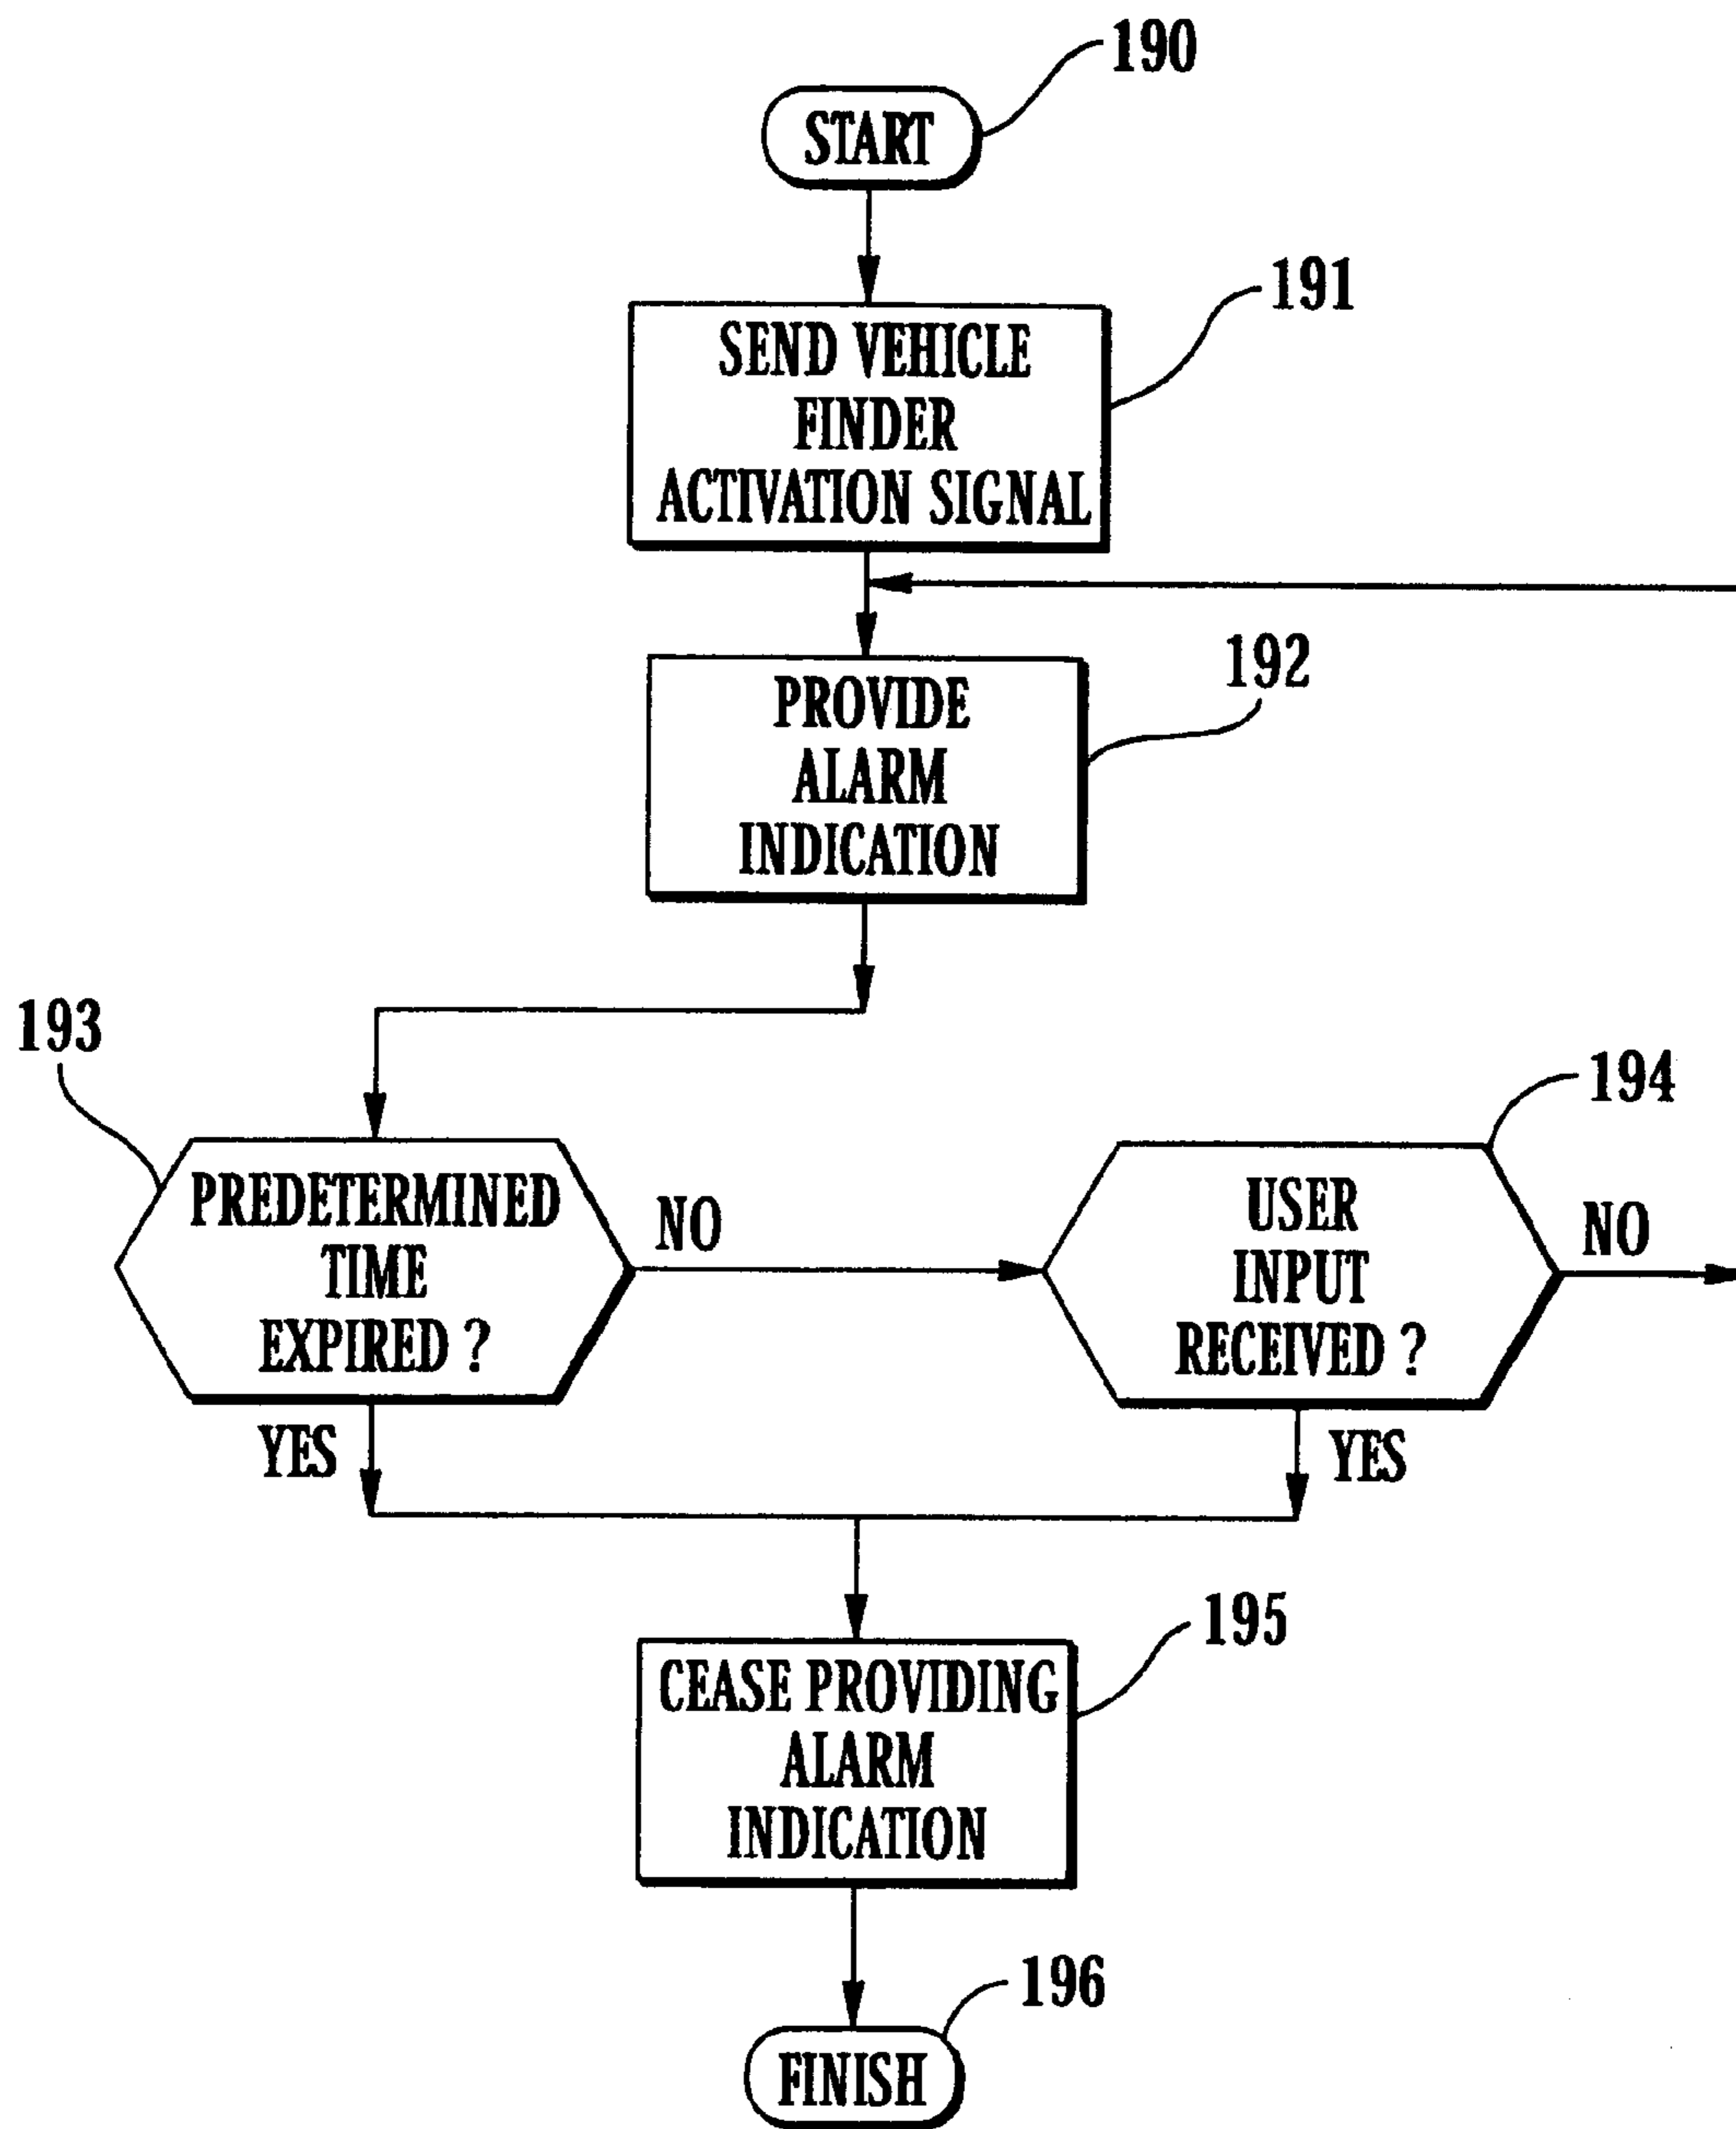 190
START
191
SEND VEHICLE
FINDER
ACTIVATION SIGNAL
192
PROVIDE
ALARM
INDICATION
193
PREDETERMINED
TIME
EXPIRED ?
NO
YES
194
USER
INPUT
RECEIVED ?
NO
YES
195
CEASE PROVIDING
ALARM
INDICATION
196
FINISH